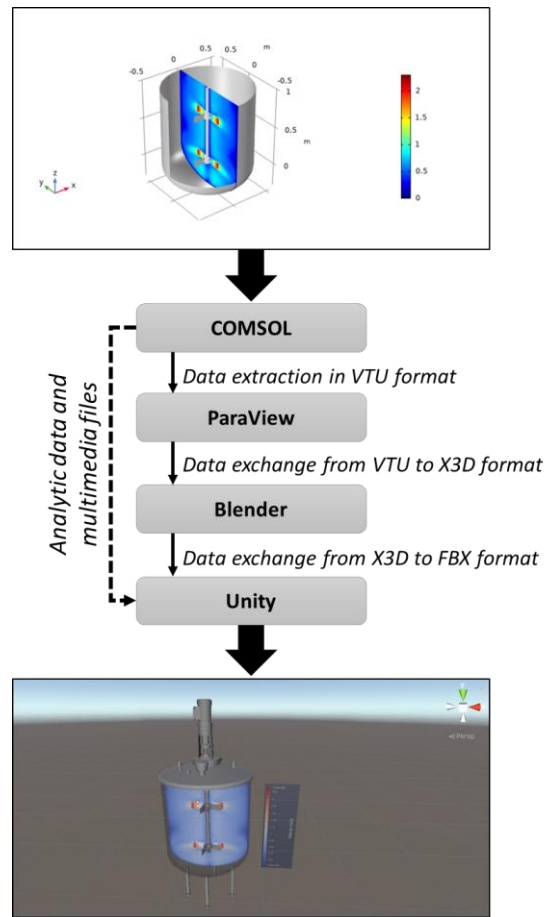 0.5 0.5 m
0 0
-0.5 -0.5
1
0.5
m
0
z
y x
2
1.5
1
0.5
0
COMSOL
Data extraction in VTU format
ParaView
Data exchange from VTU to X3D format
Blender
Data exchange from X3D to FBX format
Unity
Analytic data and
multimedia files
y
Persp